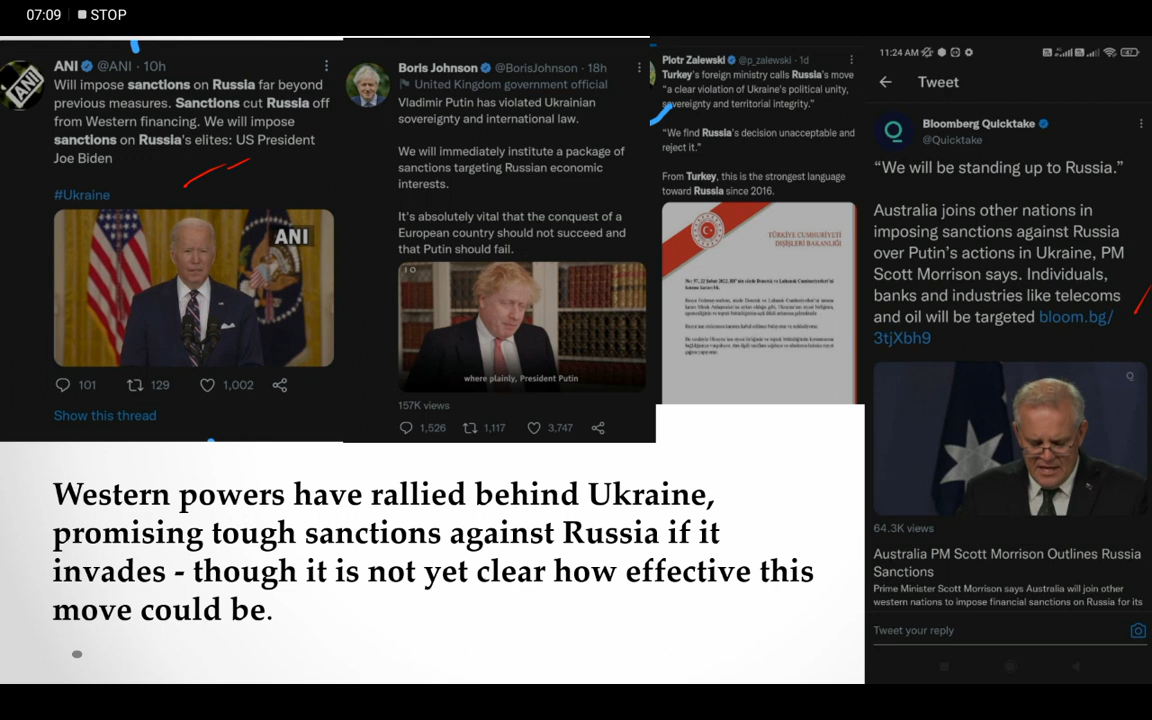 07:09
STOP
ANI @ANI · 10h
Will impose sanctions on Russia far beyond
previous measures. Sanctions cut Russia off
from Western financing. We will impose
sanctions on Russia's elites: US President
Joe Biden
#Ukraine
ANI
ANI
101 129 1,002
Show this thread
Boris Johnson @BorisJohnson · 18h
United Kingdom government official
Vladimir Putin has violated Ukrainian
sovereignty and international law.
We will immediately institute a package of
sanctions targeting Russian economic
interests.
It's absolutely vital that the conquest of a
European country should not succeed and
that Putin should fail.
10
where plainly, President Putin
157K views
1,526 1,117 3,747
Piotr Zalewski @p_zalewski · 1d
Turkey's foreign ministry calls Russia's move
“a clear violation of Ukraine's political unity,
sovereignty and territorial integrity.”
“We find Russia's decision unacceptable and
reject it.”
From Turkey, this is the strongest language
toward Russia since 2016.
TÜRKİYE CUMHURİYETİ
DIŞİŞLERİ BAKANLIĞI
11:24 AM
Tweet
Bloomberg Quicktake
@Quicktake
“We will be standing up to Russia.”
Australia joins other nations in
imposing sanctions against Russia
over Putin's actions in Ukraine, PM
Scott Morrison says. Individuals,
banks and industries like telecoms
and oil will be targeted bloom.bg/
3tjXbh9
64.3K views
Australia PM Scott Morrison Outlines Russia
Sanctions
Prime Minister Scott Morrison says Australia will join other
western nations to impose financial sanctions on Russia for its
Tweet your reply
Western powers have rallied behind Ukraine,
promising tough sanctions against Russia if it
invades - though it is not yet clear how effective this
move could be.